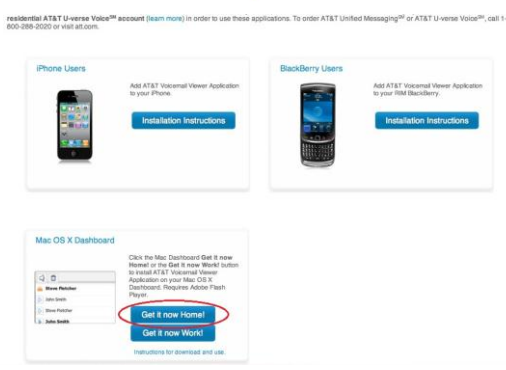 residential AT&T U-verse Voice℠ account (learn more) in order to use these applications. To order AT&T Unified Messaging℠ or AT&T U-verse Voice℠, call 1-
800-288-2020 or visit att.com.
iPhone Users
Add AT&T Voicemail Viewer Application
to your iPhone.
Installation Instructions
BlackBerry Users
Add AT&T Voicemail Viewer Application
to your RIM BlackBerry.
Installation Instructions
Mac OS X Dashboard
Click the Mac Dashboard Get it now
Home! or the Get it now Work! button
to install AT&T Voicemail Viewer
Application on your Mac OS X
Dashboard. Requires Adobe Flash
Player.
Steve Fletcher
John Smith
Steve Fletcher
John Smith
Get it now Home!
Get it now Work!
Instructions for download and use.